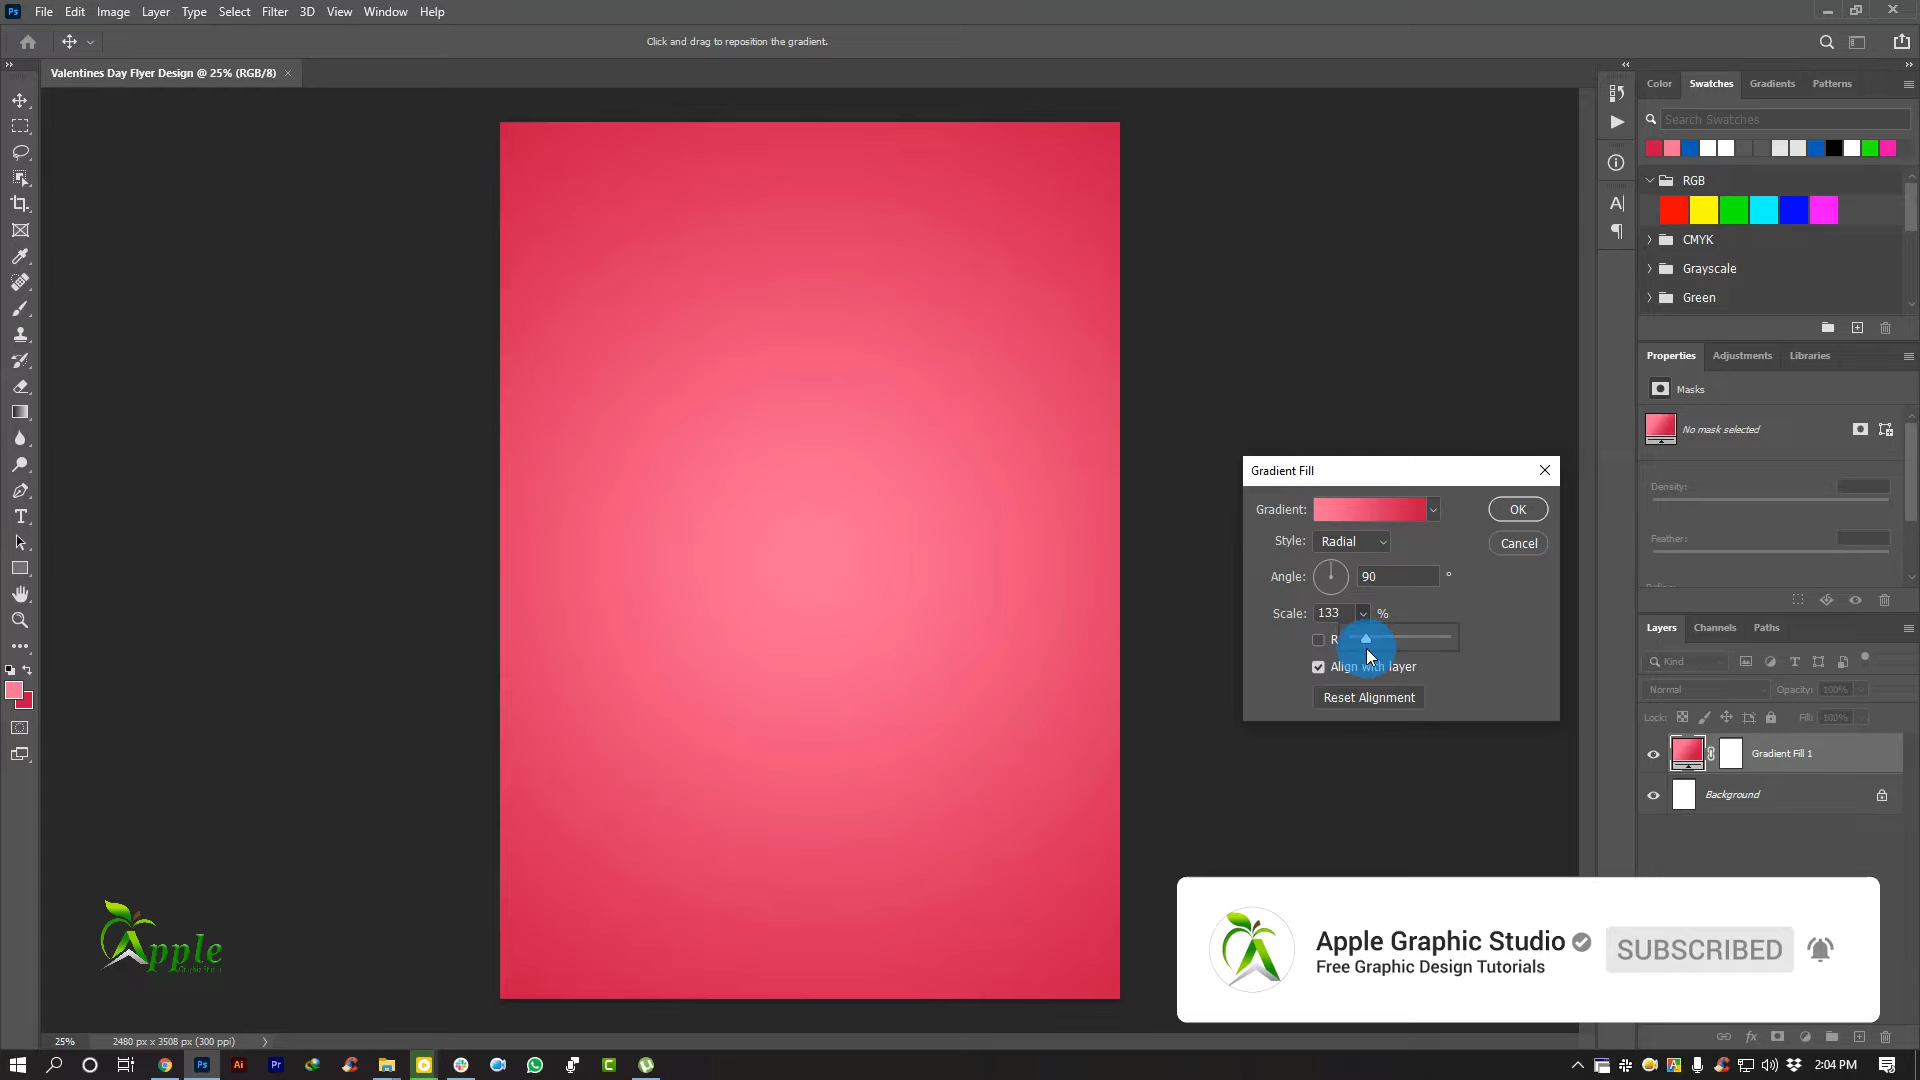 Ps File Edit Image Layer Type Select Filter 3D View Window Help
Click and drag to reposition the gradient.
Valentines Day Flyer Design @ 25% (RGB/8) ×
Color Swatches Gradients Patterns
Search Swatches
RGB
CMYK
Grayscale
Green
Properties Adjustments Libraries
Masks
No mask selected
Density:
Feather:
Gradient Fill
Gradient:
OK
Style: Radial
Cancel
Angle: 90 °
Scale: 133 %
R
Align with layer
Reset Alignment
Layers Channels Paths
Kind
Normal Opacity: 100%
Lock: Fill: 100%
Gradient Fill 1
Background
Apple
Apple Graphic Studio
Free Graphic Design Tutorials
SUBSCRIBED
25% 2480 px x 3508 px (300 ppi)
Ps Ai Pr
2:04 PM